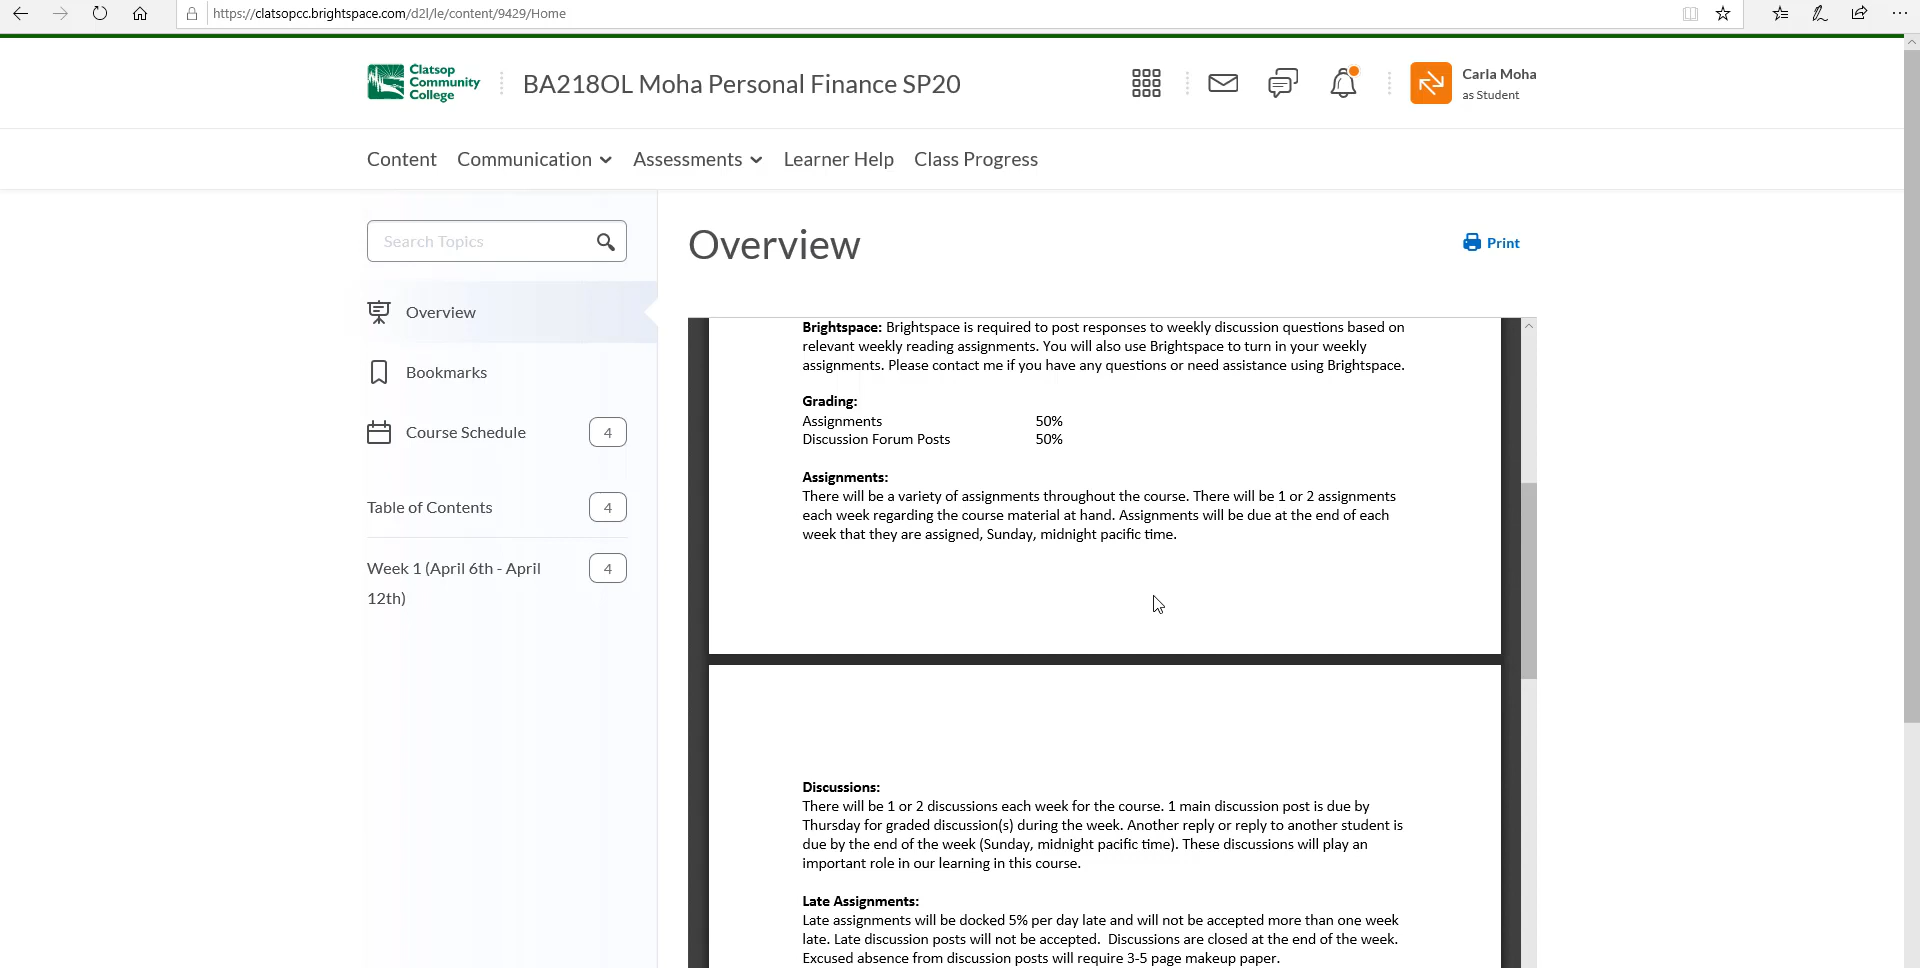 https://clatsopcc.brightspace.com/d2l/le/content/9429/Home
Clatsop
Community
College
BA218OL Moha Personal Finance SP20
Carla Moha
as Student
Content
Communication
Assessments
Learner Help
Class Progress
Search Topics
Overview
Bookmarks
Course Schedule
4
Table of Contents
4
Week 1 (April 6th - April
12th)
4
Overview
Print
Brightspace: Brightspace is required to post responses to weekly discussion questions based on
relevant weekly reading assignments. You will also use Brightspace to turn in your weekly
assignments. Please contact me if you have any questions or need assistance using Brightspace.
Grading:
Assignments 50%
Discussion Forum Posts 50%
Assignments:
There will be a variety of assignments throughout the course. There will be 1 or 2 assignments
each week regarding the course material at hand. Assignments will be due at the end of each
week that they are assigned, Sunday, midnight pacific time.
Discussions:
There will be 1 or 2 discussions each week for the course. 1 main discussion post is due by
Thursday for graded discussion(s) during the week. Another reply or reply to another student is
due by the end of the week (Sunday, midnight pacific time). These discussions will play an
important role in our learning in this course.
Late Assignments:
Late assignments will be docked 5% per day late and will not be accepted more than one week
late. Late discussion posts will not be accepted.  Discussions are closed at the end of the week.
Excused absence from discussion posts will require 3-5 page makeup paper.